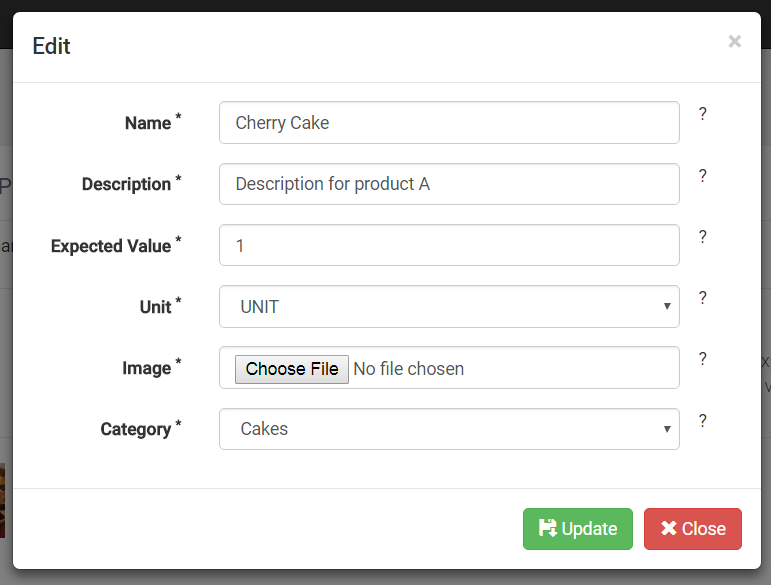 Edit ×
Name * Cherry Cake ?
Description * Description for product A ?
Expected Value * 1 ?
Unit * UNIT ?
Image * Choose File No file chosen ?
Category * Cakes ?
Update Close